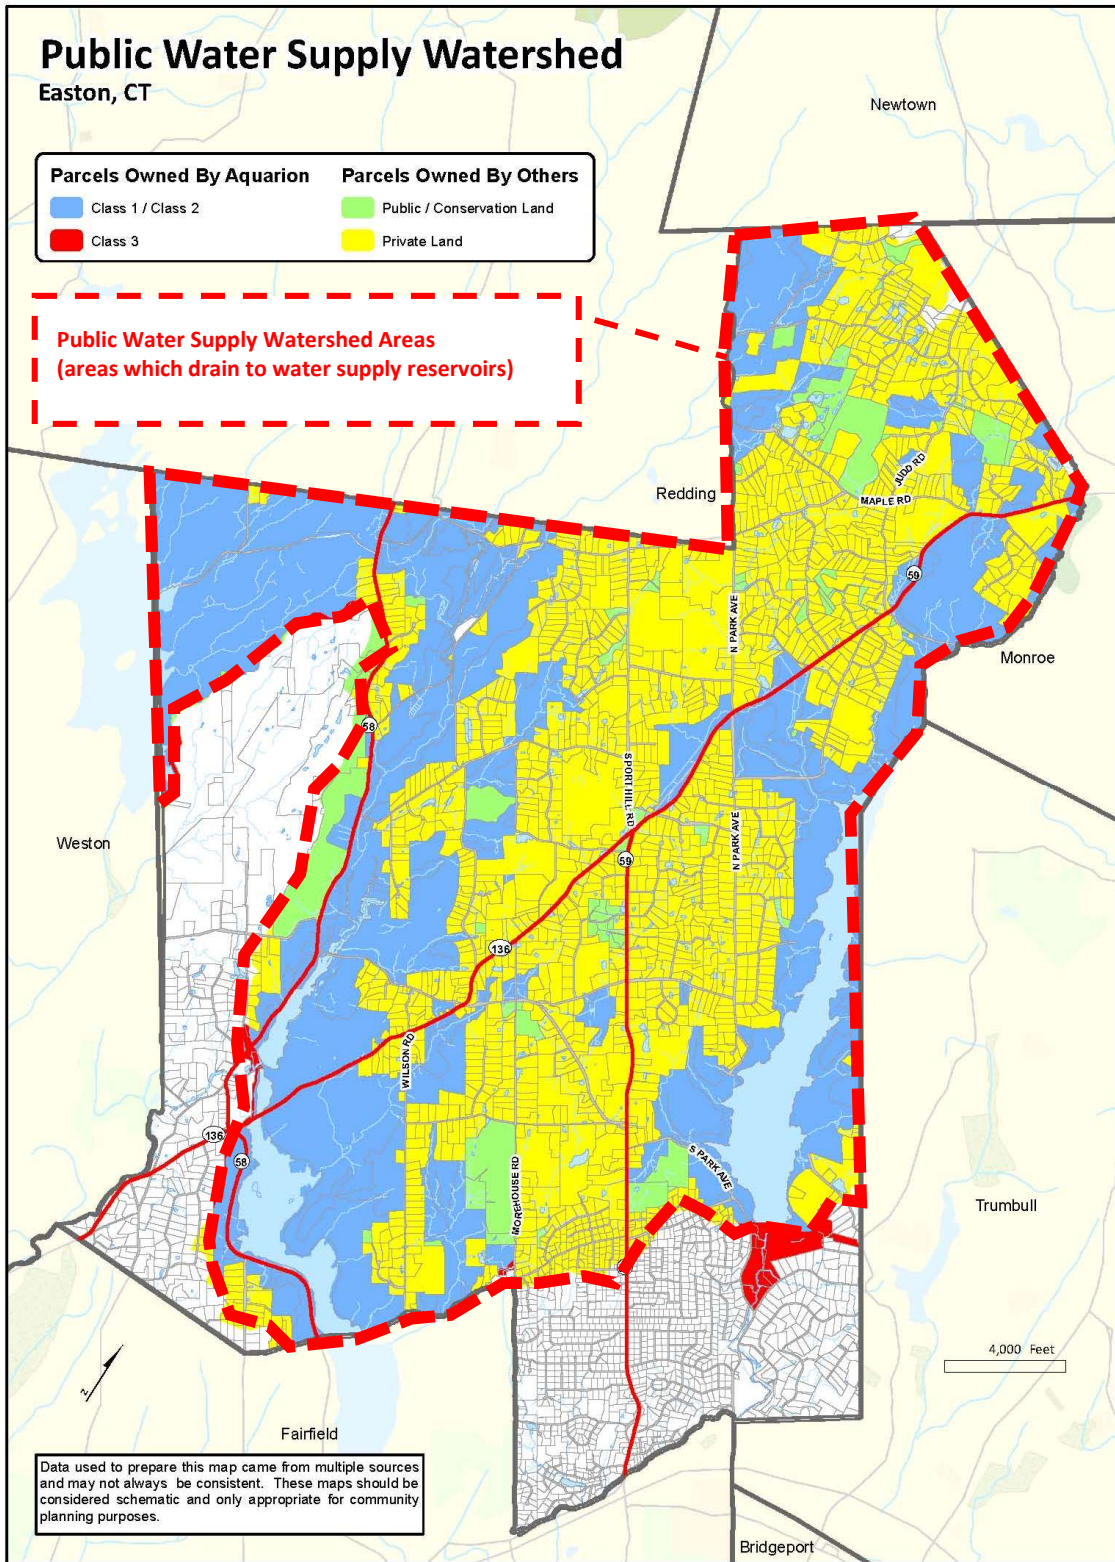 Public Water Supply Watershed
Easton, CT
Parcels Owned By Aquarion
Class 1 / Class 2
Class 3
Parcels Owned By Others
Public / Conservation Land
Private Land
Public Water Supply Watershed Areas
(areas which drain to water supply reservoirs)
Newtown
Redding
JUDD RD
MAPLE RD
59
N PARK AVE
Monroe
58
SPORT HILL RD
N PARK AVE
Weston
59
136
WILSON RD
136
58
MOREHOUSE RD
S PARK AVE
Trumbull
4,000 Feet
N
Fairfield
Data used to prepare this map came from multiple sources
and may not always be consistent. These maps should be
considered schematic and only appropriate for community
planning purposes.
Bridgeport